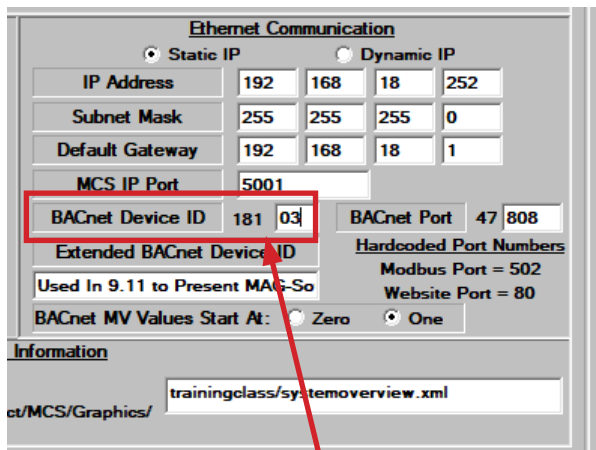 Ethernet Communication
Static IP Dynamic IP
IP Address 192 168 18 252
Subnet Mask 255 255 255 0
Default Gateway 192 168 18 1
MCS IP Port 5001
BACnet Device ID 181 03 BACnet Port 47 808
Extended BACnet Device ID Hardcoded Port Numbers
Modbus Port = 502
Used In 9.11 to Present MAG-So
Website Port = 80
BACnet MV Values Start At: Zero One
Information
trainingclass/systemoverview.xml
ct/MCS/Graphics/